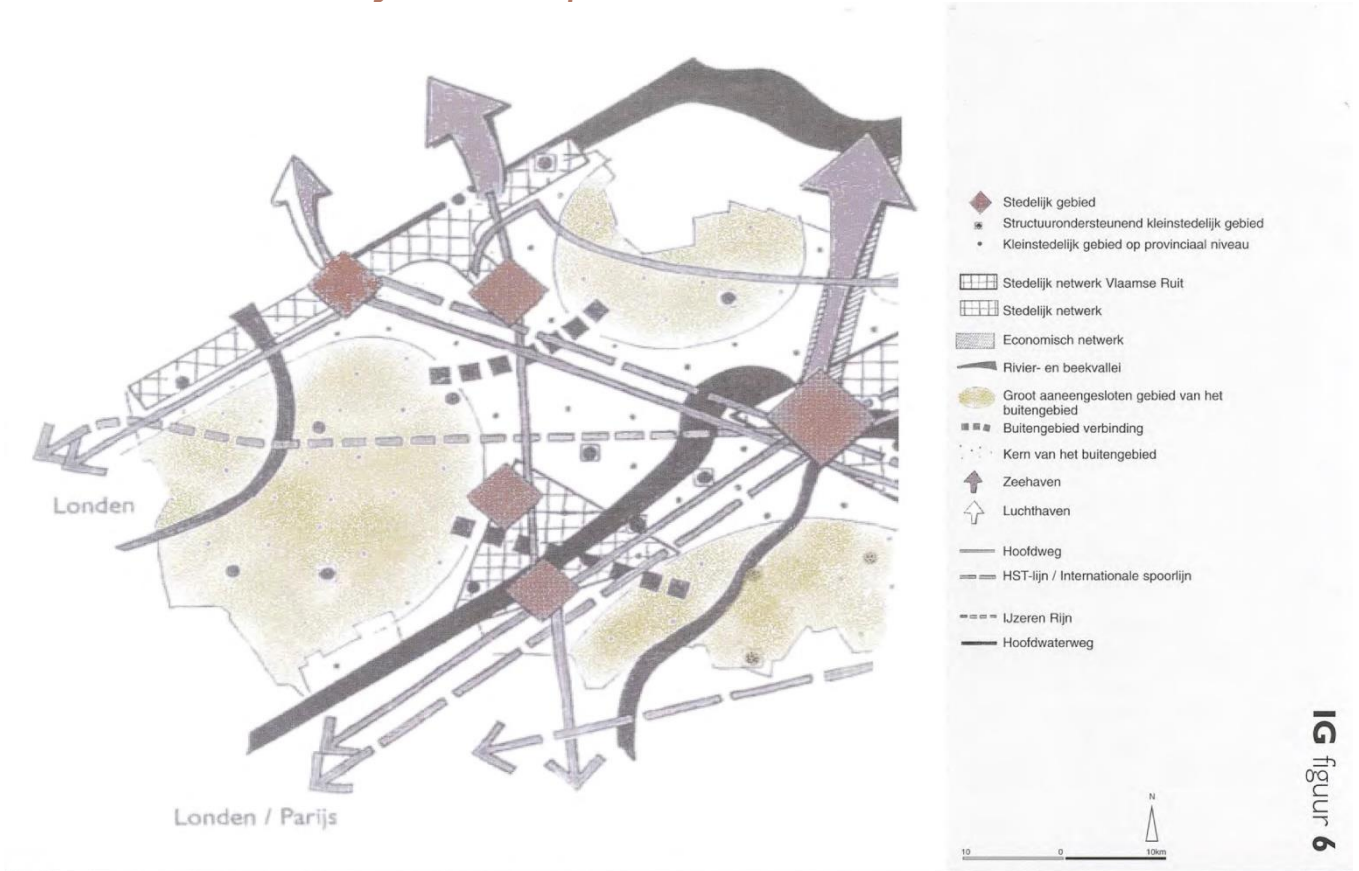 Londen
Londen / Parijs
Stedelijk gebied
Structuurondersteunend kleinstedelijk gebied
Kleinstedelijk gebied op provinciaal niveau
Stedelijk netwerk Vlaamse Ruit
Stedelijk netwerk
Economisch netwerk
Rivier- en beekvallei
Groot aaneengesloten gebied van het
buitengebied
Buitengebied verbinding
Kern van het buitengebied
Zeehaven
Luchthaven
Hoofdweg
HST-lijn / Internationale spoorlijn
IJzeren Rijn
Hoofdwaterweg
N
10 0 10km
IG figuur 6